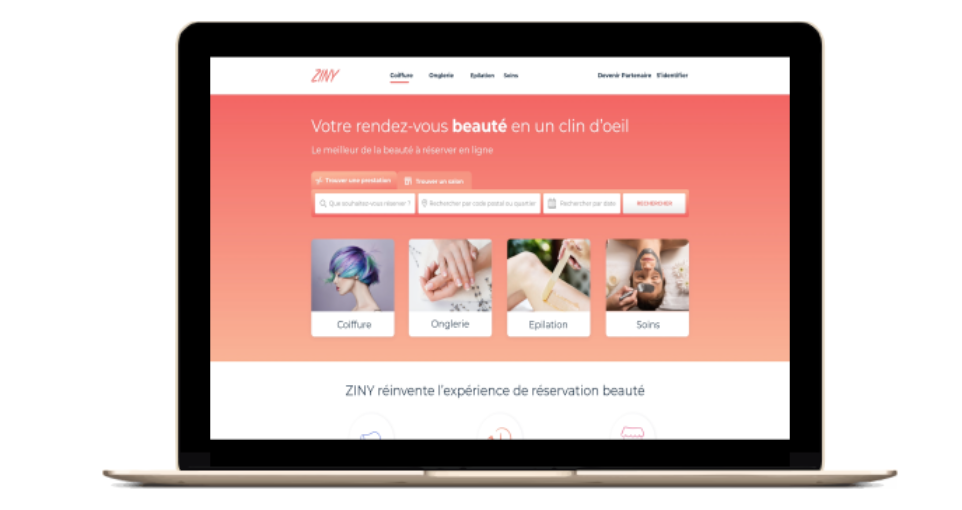 ZINY Coiffure Onglerie Epilation Soins Devenir Partenaire S'identifier
Votre rendez-vous beauté en un clin d'oeil
Le meilleur de la beauté à réserver en ligne
Trouver une prestation Trouver un salon
Que souhaitez-vous réserver ? Rechercher par code postal ou quartier Rechercher par date RECHERCHER
Coiffure Onglerie Epilation Soins
ZINY réinvente l'expérience de réservation beauté